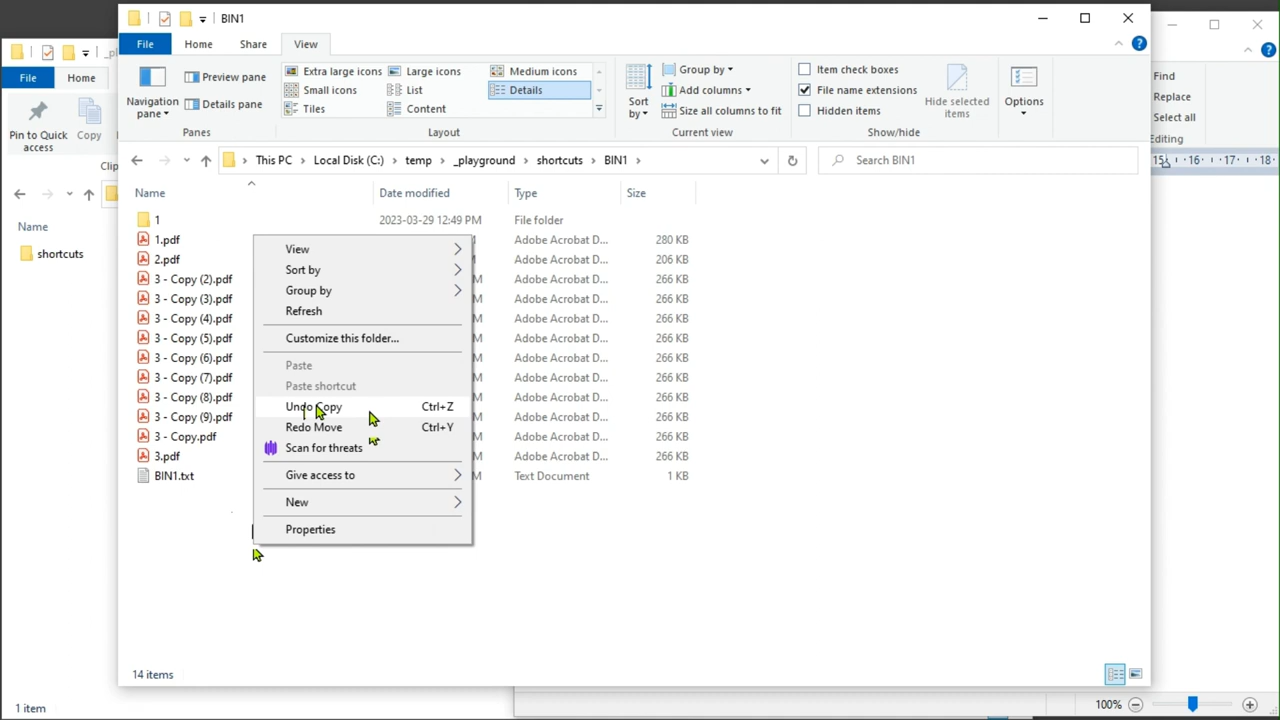 BIN1
File Home Share View
Navigation pane
Preview pane
Details pane
Panes
Extra large icons Large icons Medium icons
Small icons List Details
Tiles Content
Layout
Sort by
Group by
Add columns
Size all columns to fit
Current view
Item check boxes
File name extensions
Hidden items
Hide selected items
Show/hide
Options
This PC > Local Disk (C:) > temp > _playground > shortcuts > BIN1 >
Search BIN1
Name Date modified Type Size
1 2023-03-29 12:49 PM File folder
1.pdf M Adobe Acrobat D... 280 KB
2.pdf M Adobe Acrobat D... 206 KB
3 - Copy (2).pdf M Adobe Acrobat D... 266 KB
3 - Copy (3).pdf M Adobe Acrobat D... 266 KB
3 - Copy (4).pdf M Adobe Acrobat D... 266 KB
3 - Copy (5).pdf M Adobe Acrobat D... 266 KB
3 - Copy (6).pdf M Adobe Acrobat D... 266 KB
3 - Copy (7).pdf M Adobe Acrobat D... 266 KB
3 - Copy (8).pdf M Adobe Acrobat D... 266 KB
3 - Copy (9).pdf M Adobe Acrobat D... 266 KB
3 - Copy.pdf M Adobe Acrobat D... 266 KB
3.pdf M Adobe Acrobat D... 266 KB
BIN1.txt M Text Document 1 KB
View
Sort by
Group by
Refresh
Customize this folder...
Paste
Paste shortcut
Undo Copy Ctrl+Z
Redo Move Ctrl+Y
Scan for threats
Give access to
New
Properties
14 items
File Home
Pin to Quick access
Copy
Name
shortcuts
1 item
Find
Replace
Select all
Editing
15 16 17 18
100%